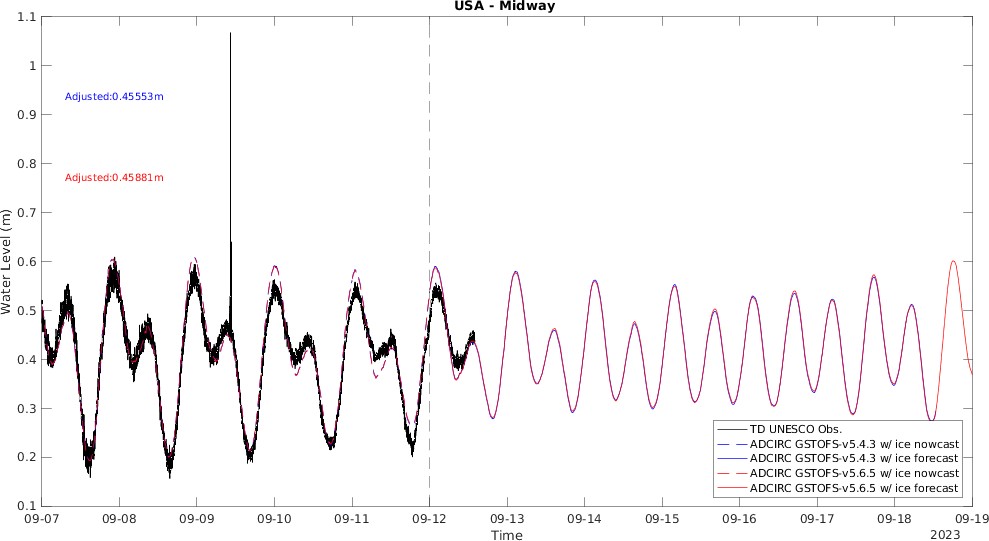 USA - Midway
1.1
1
0.9
0.8
0.7
0.6
0.5
0.4
0.3
0.2
0.1
Water Level (m)
Adjusted:0.45553m
Adjusted:0.45881m
TD UNESCO Obs.
ADCIRC GSTOFS-v5.4.3 w/ ice nowcast
ADCIRC GSTOFS-v5.4.3 w/ ice forecast
ADCIRC GSTOFS-v5.6.5 w/ ice nowcast
ADCIRC GSTOFS-v5.6.5 w/ ice forecast
09-07 09-08 09-09 09-10 09-11 09-12 09-13 09-14 09-15 09-16 09-17 09-18 09-19
Time
2023